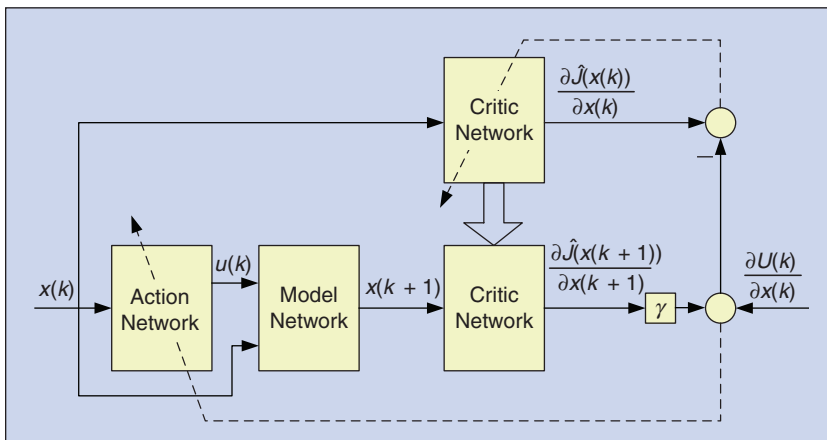 ∂Ĵ(x(k))
∂x(k)
Critic
Network
–
x(k)
Action
Network
u(k)
Model
Network
x(k + 1)
Critic
Network
∂Ĵ(x(k + 1))
∂x(k + 1)
γ
∂U(k)
∂x(k)